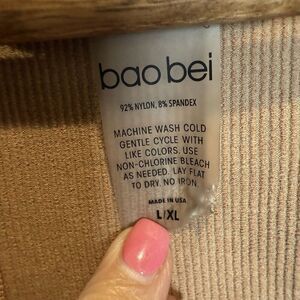 bao bei
92% NYLON, 8% SPANDEX
MACHINE WASH COLD
GENTLE CYCLE WITH
LIKE COLORS. USE
NON-CHLORINE BLEACH
AS NEEDED. LAY FLAT
TO DRY. NO IRON.
MADE IN USA
L/XL